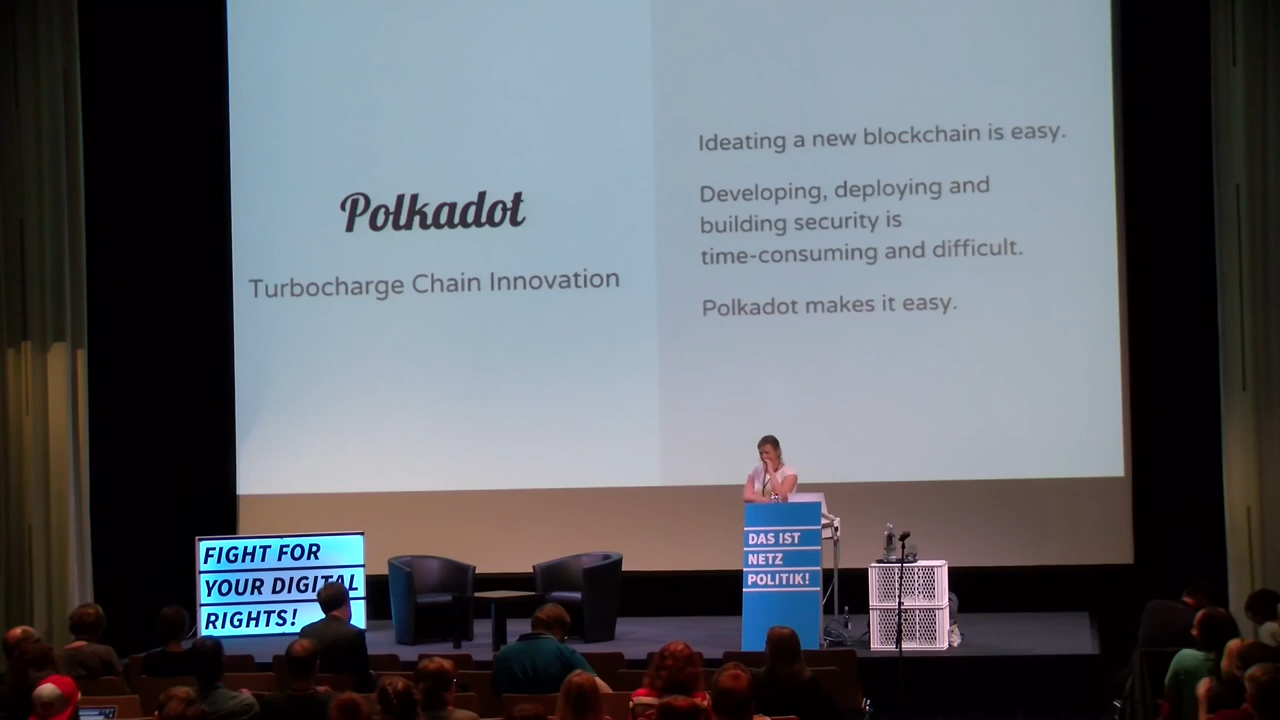 Polkadot
Turbocharge Chain Innovation
Ideating a new blockchain is easy.
Developing, deploying and
building security is
time-consuming and difficult.
Polkadot makes it easy.
FIGHT FOR
YOUR DIGITAL
RIGHTS!
DAS IST
NETZ
POLITIK!